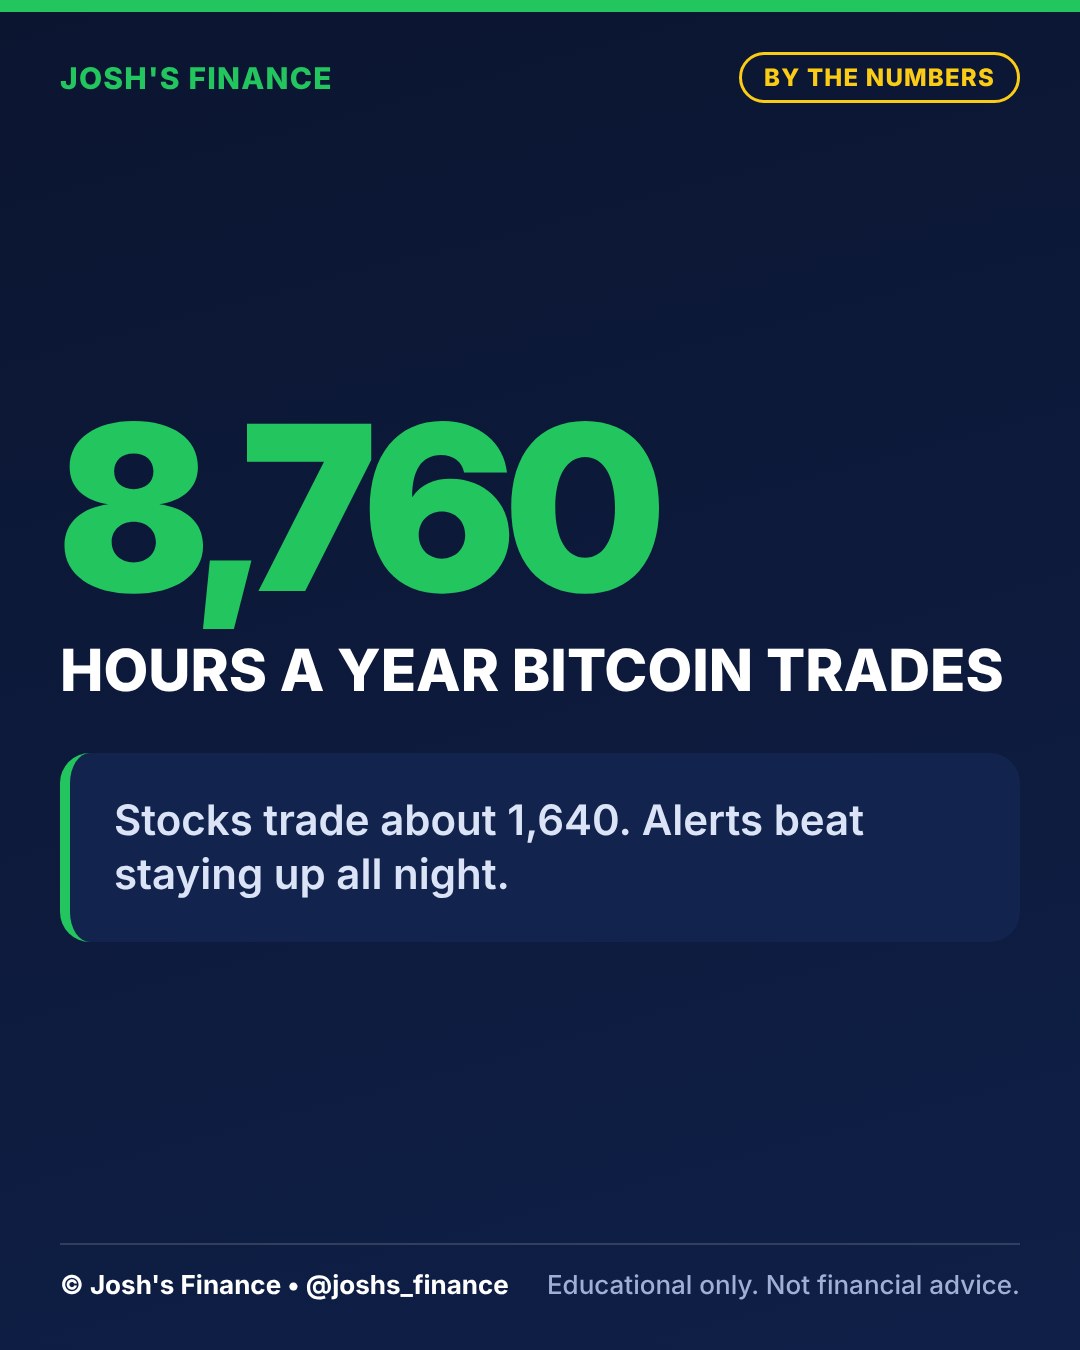 JOSH'S FINANCE
BY THE NUMBERS
8,760
HOURS A YEAR BITCOIN TRADES
Stocks trade about 1,640. Alerts beat
staying up all night.
© Josh's Finance • @joshs_finance
Educational only. Not financial advice.